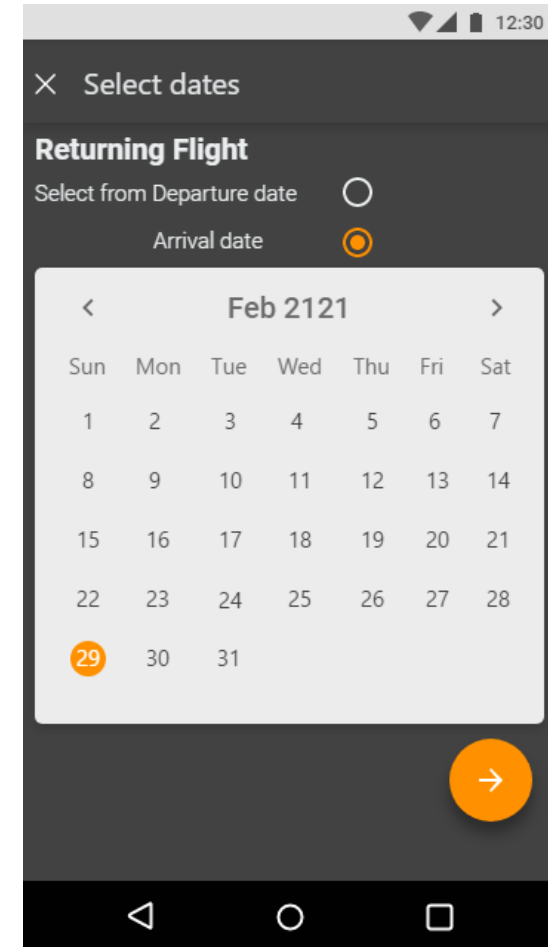 12:30
Select dates
Returning Flight
Select from Departure date
Arrival date
Feb 2121
Sun Mon Tue Wed Thu Fri Sat
1 2 3 4 5 6 7
8 9 10 11 12 13 14
15 16 17 18 19 20 21
22 23 24 25 26 27 28
29 30 31